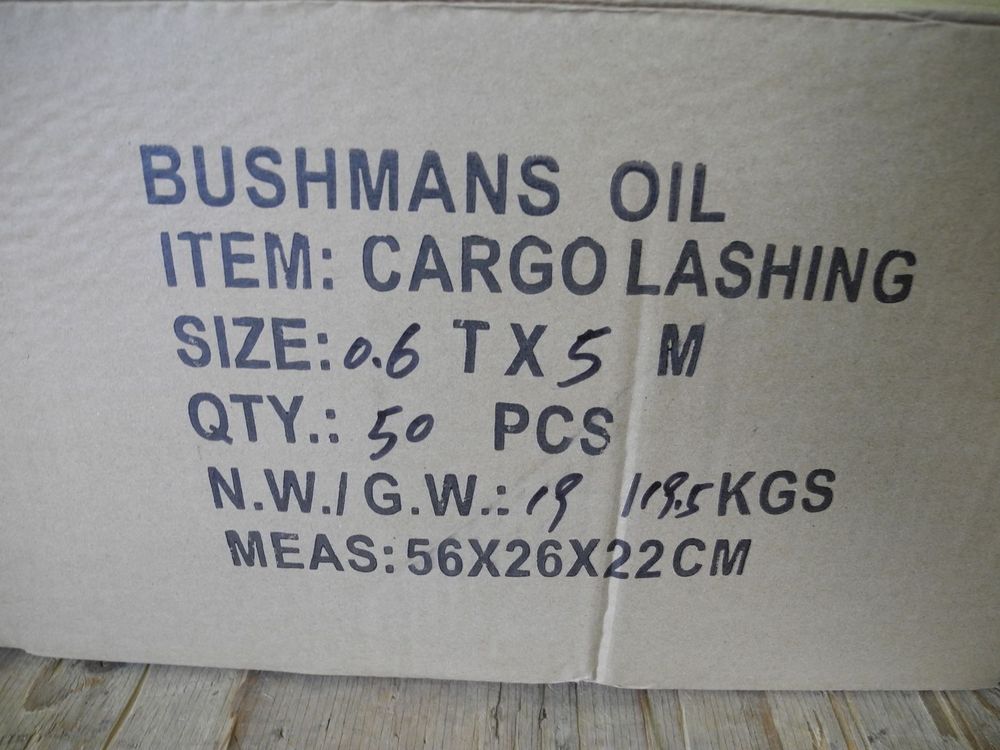 BUSHMANS OIL
ITEM: CARGO LASHING
SIZE: 0.6 T X 5 M
QTY.: 50 PCS
N.W./G.W.: 19 /19.5 KGS
MEAS: 56X26X22CM